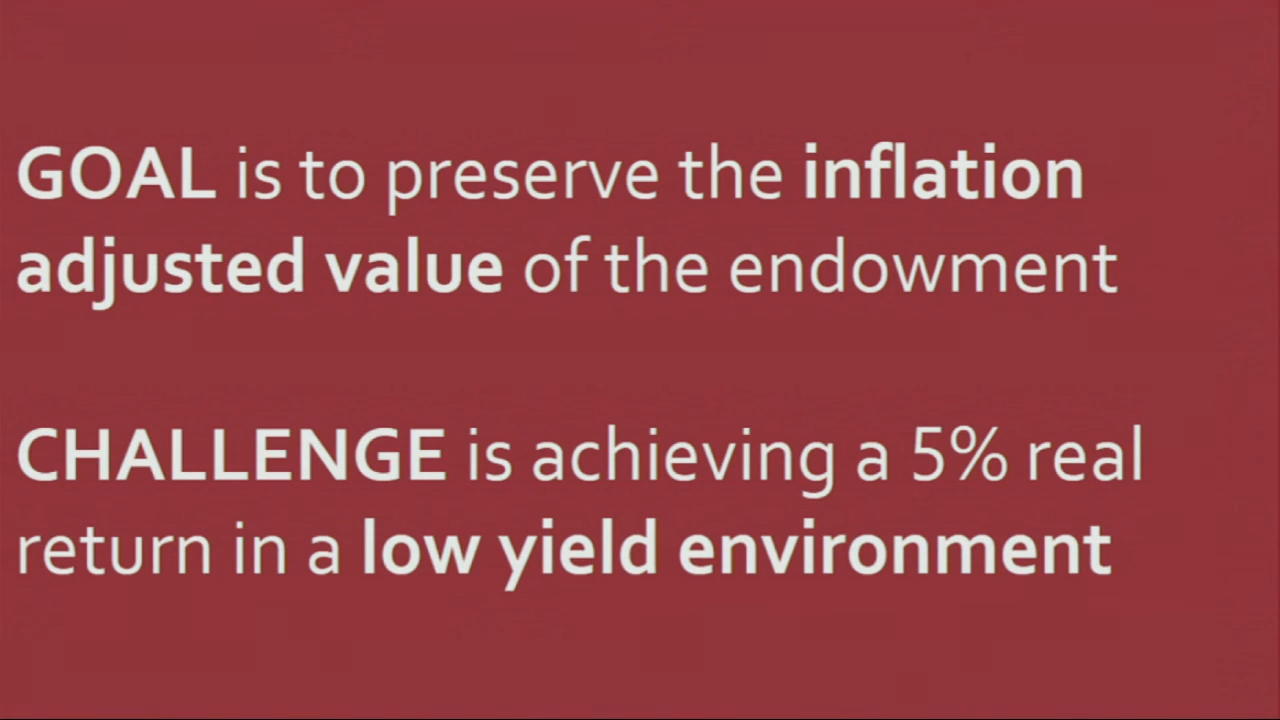 GOAL is to preserve the inflation
adjusted value of the endowment
CHALLENGE is achieving a 5% real
return in a low yield environment